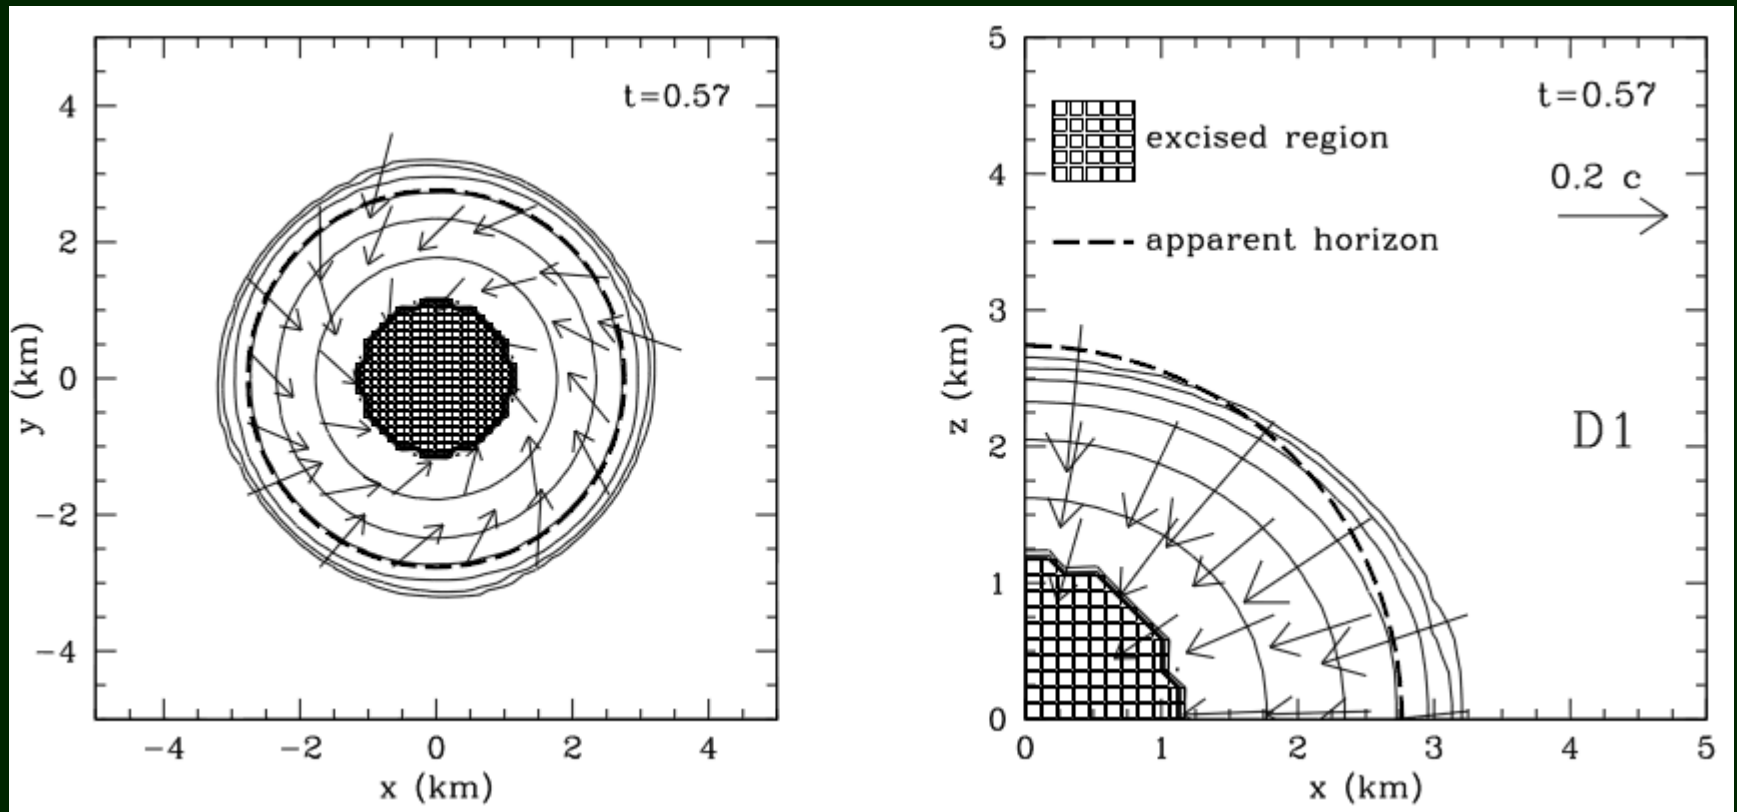 t=0.57
4
2
0
−2
−4
y (km)
−4 −2 0 2 4
x (km)
5
t=0.57
excised region
4
0.2 c
apparent horizon
3
z (km)
D1
2
1
0
0 1 2 3 4 5
x (km)